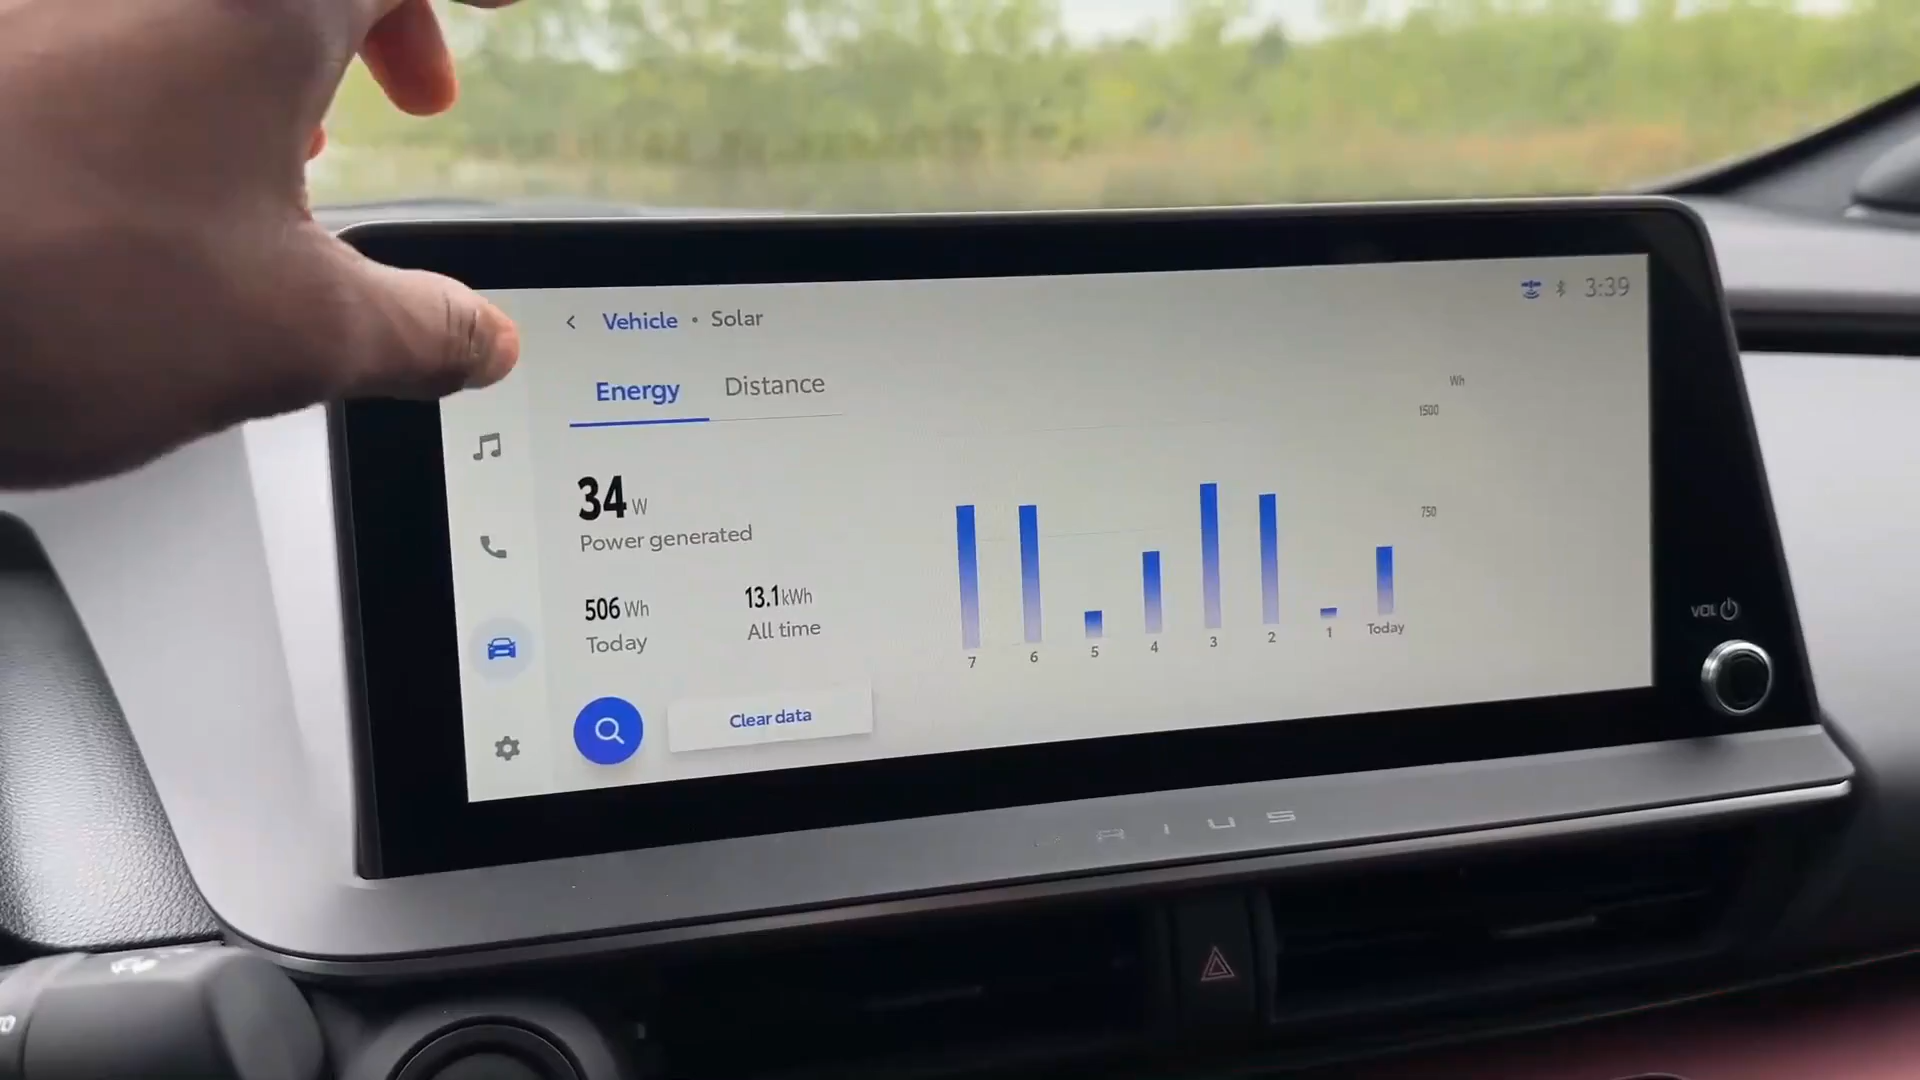 3:39
Vehicle • Solar
Energy Distance
Wh
1500
34 W
Power generated
750
506 Wh
Today
13.1 kWh
All time
7 6 5 4 3 2 1 Today
Clear data
VOL
PRIUS